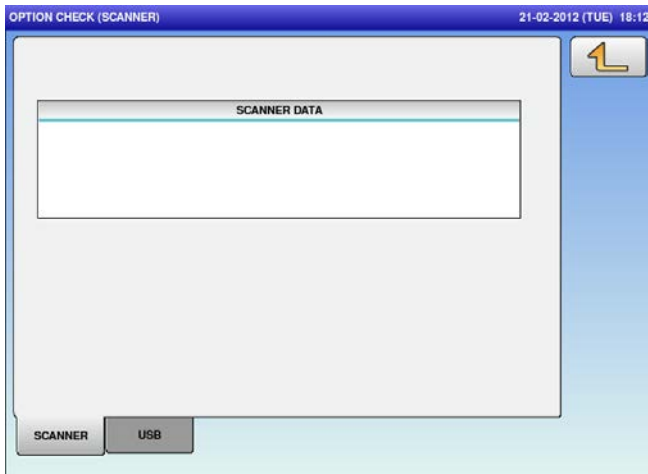 OPTION CHECK (SCANNER) 21-02-2012 (TUE) 18:12
SCANNER DATA
SCANNER USB